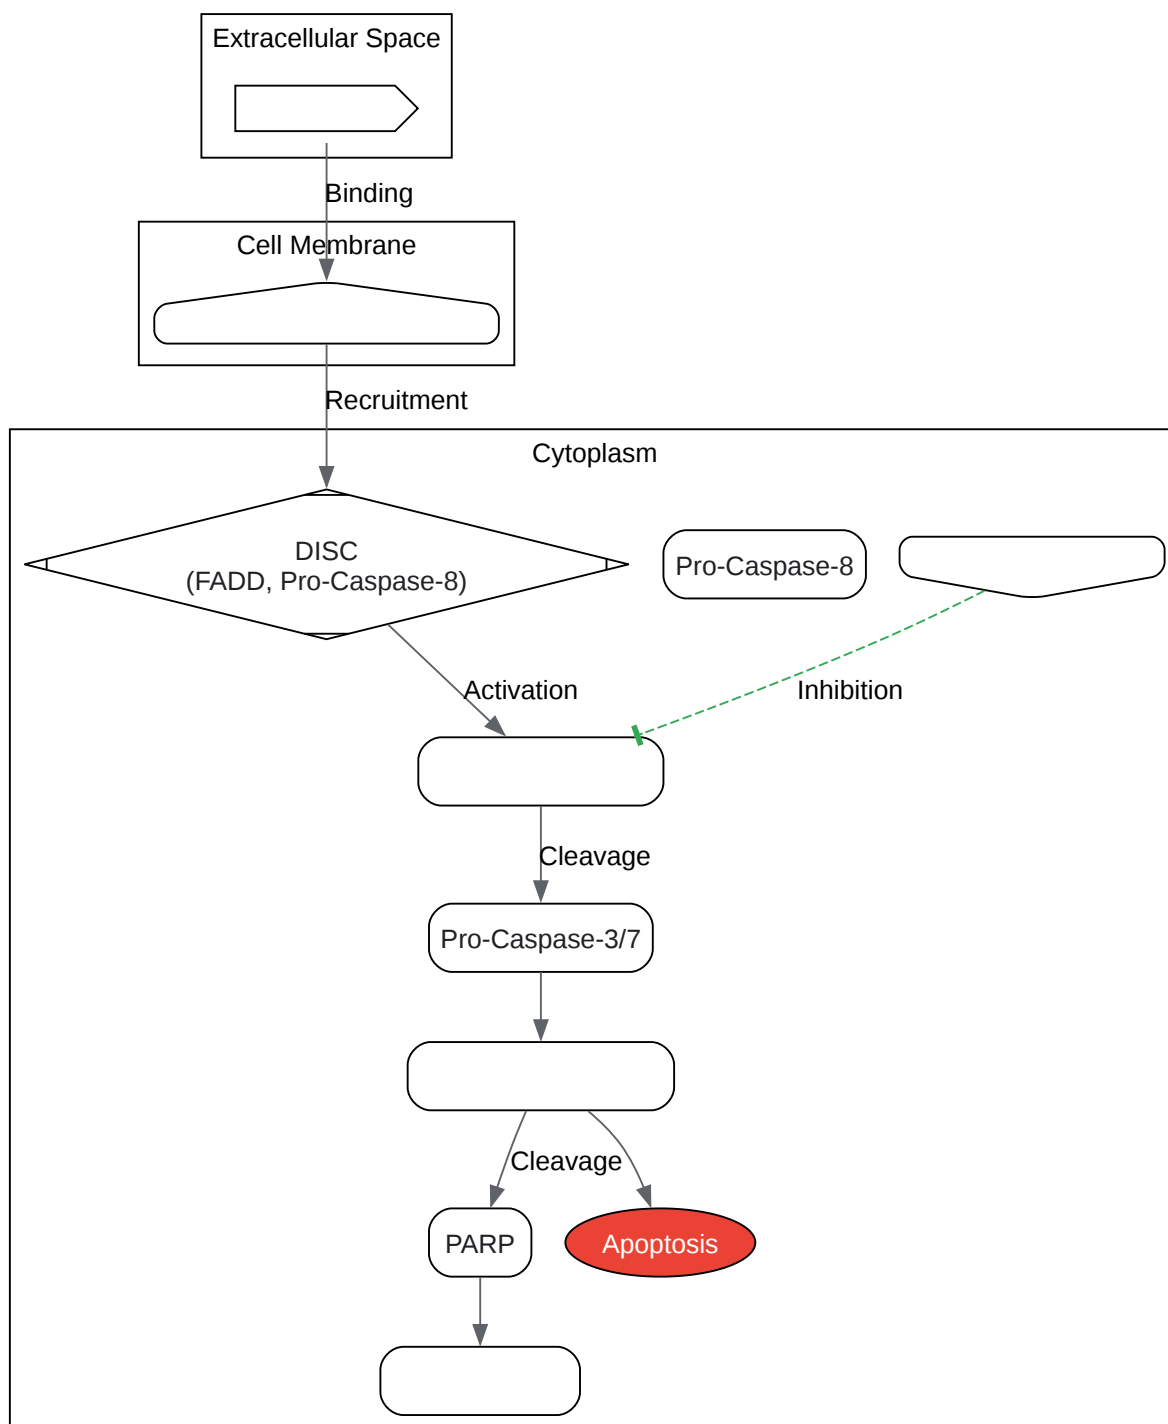 Extracellular Space
Binding
Cell Membrane
Recruitment
Cytoplasm
DISC
(FADD, Pro-Caspase-8)
Pro-Caspase-8
Activation
Inhibition
Cleavage
Pro-Caspase-3/7
Cleavage
PARP
Apoptosis